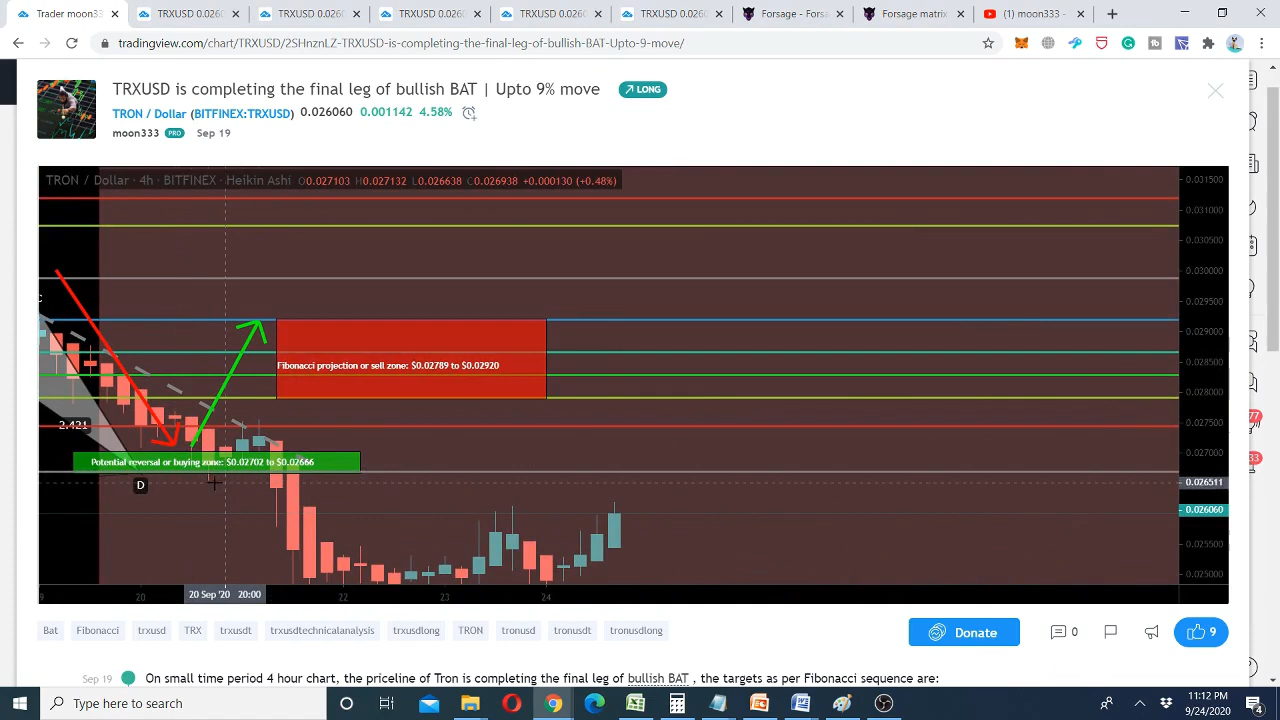 Trader moon33
TRXUSD 0.026
TRXUSD 0.0260
TRXUSD 0.0260
TRXUSD 0.0260
TRXUSD 0.0260
Forsage - Forsa
Forsage matrix
(1) moon333 -
tradingview.com/chart/TRXUSD/2SHnznLZ-TRXUSD-is-completing-the-final-leg-of-bullish-BAT-Upto-9-move/
TRXUSD is completing the final leg of bullish BAT | Upto 9% move
LONG
TRON / Dollar (BITFINEX:TRXUSD) 0.026060 0.001142 4.58%
moon333 PRO Sep 19
TRON / Dollar · 4h · BITFINEX · Heikin Ashi O0.027103 H0.027132 L0.026638 C0.026938 +0.000130 (+0.48%)
0.031500
0.031000
0.030500
0.030000
0.029500
0.029000
0.028500
0.028000
0.027500
0.027000
0.026511
0.026060
0.025500
0.025000
C
Fibonacci projection or sell zone: $0.02789 to $0.02920
2.421
Potential reversal or buying zone: $0.02702 to $0.02666
D
9 20 20 Sep '20 20:00 22 23 24
Bat Fibonacci trxusd TRX trxusdt trxusdtechnicalanalysis trxusdlong TRON tronusd tronusdt tronusdlong
Donate
0
9
77
33
Sep 19 On small time period 4 hour chart, the priceline of Tron is completing the final leg of bullish BAT , the targets as per Fibonacci sequence are:
Type here to search
11:12 PM
9/24/2020
4